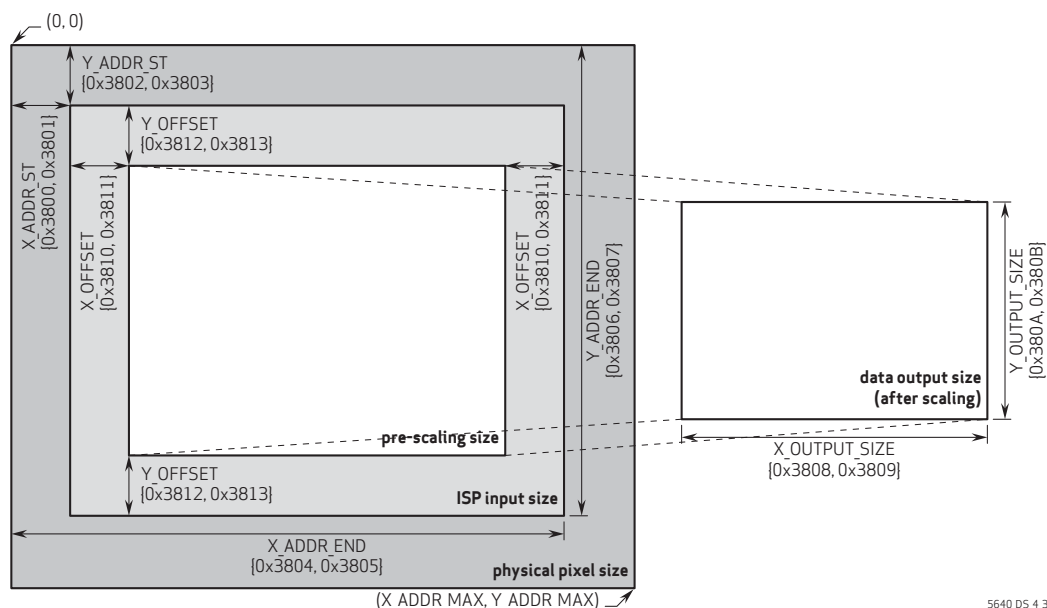 (0, 0)
Y_ADDR_ST
{0x3802, 0x3803}
X_ADDR_ST
{0x3800, 0x3801}
Y_OFFSET
{0x3812, 0x3813}
X_OFFSET
{0x3810, 0x3811}
X_OFFSET
{0x3810, 0x3811}
Y_ADDR_END
{0x3806, 0x3807}
Y_OUTPUT_SIZE
{0x380A, 0x380B}
data output size
(after scaling)
pre-scaling size
X_OUTPUT_SIZE
{0x3808, 0x3809}
Y_OFFSET
{0x3812, 0x3813}
ISP input size
X_ADDR_END
{0x3804, 0x3805}
physical pixel size
(X ADDR MAX, Y ADDR MAX)
5640 DS 4 3